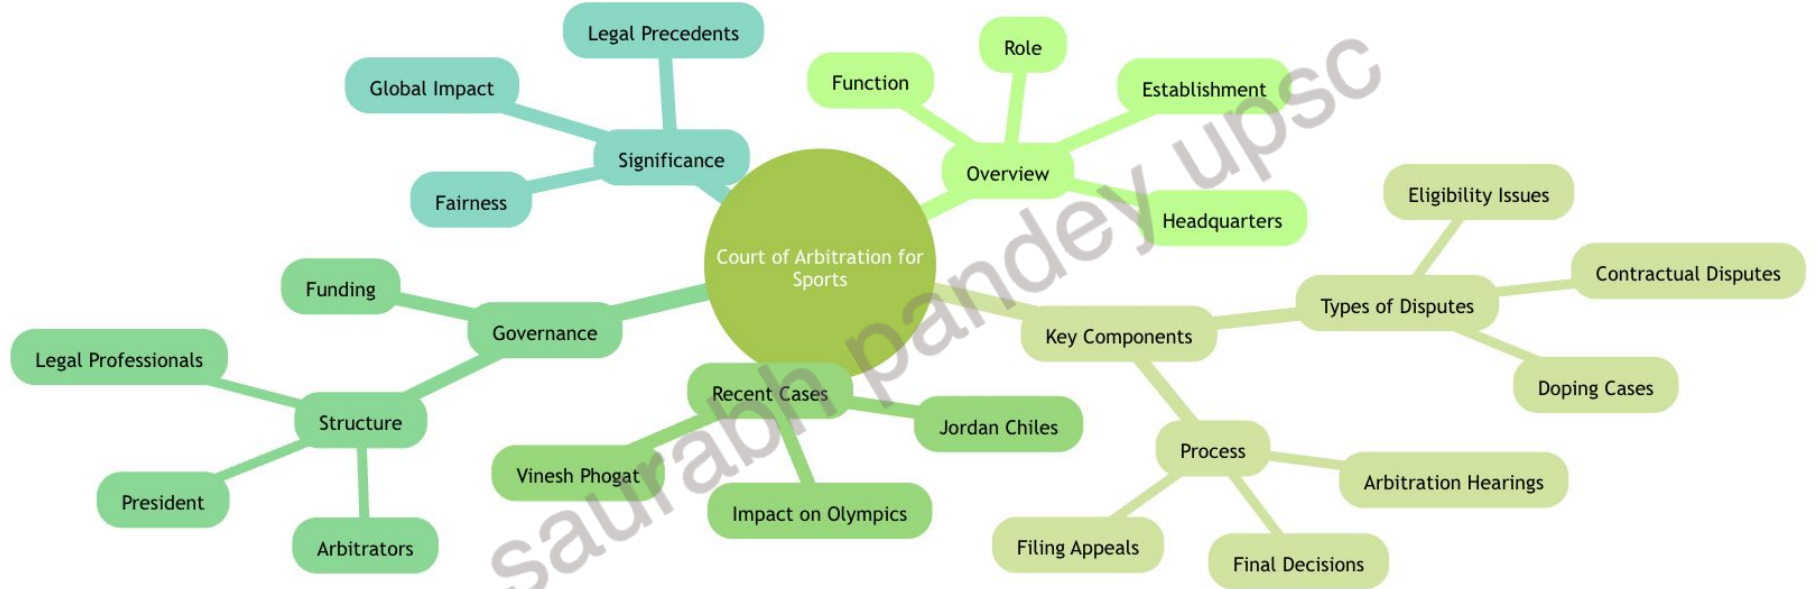 Court of Arbitration for
Sports
Overview
Function
Role
Establishment
Headquarters
Key Components
Types of Disputes
Eligibility Issues
Contractual Disputes
Doping Cases
Process
Arbitration Hearings
Final Decisions
Filing Appeals
Recent Cases
Jordan Chiles
Impact on Olympics
Vinesh Phogat
Governance
Funding
Structure
Legal Professionals
President
Arbitrators
Significance
Legal Precedents
Global Impact
Fairness
saurabh pandey upsc